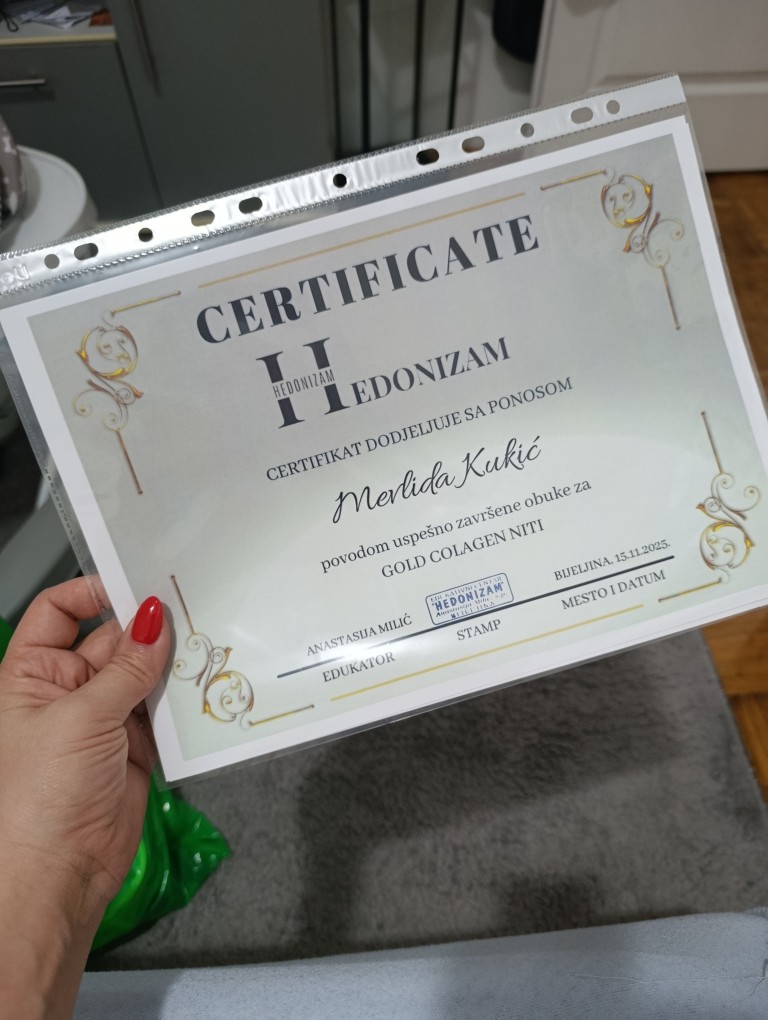 CERTIFICATE
HEDONIZAM
HEDONIZAM
CERTIFIKAT DODJELJUJE SA PONOSOM
Merlida Kukić
povodom uspešno završene obuke za
GOLD COLAGEN NITI
ANASTASIJA MILIĆ
"HEDONIZAM"
BIJELJINA, 15.11.2025.
EDUKATOR
STAMP
MESTO I DATUM